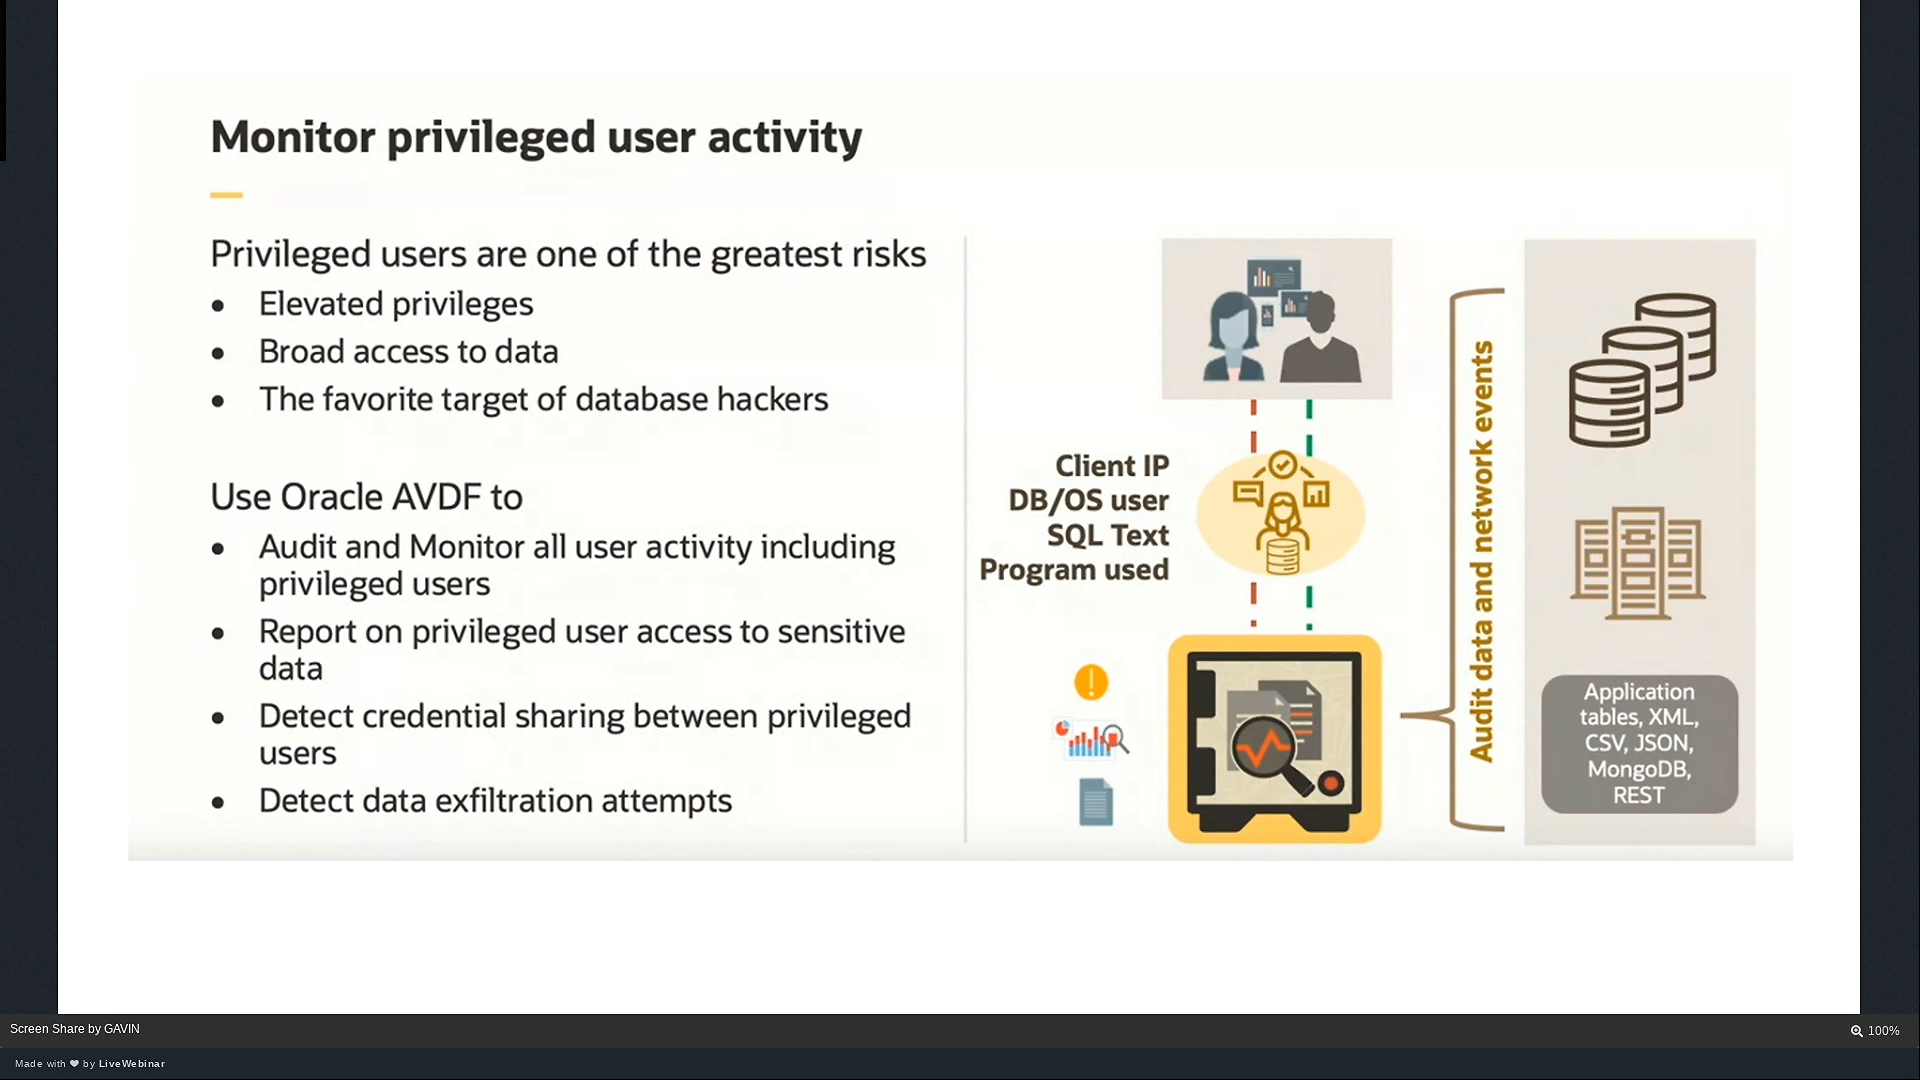 Monitor privileged user activity
Privileged users are one of the greatest risks
• Elevated privileges
• Broad access to data
• The favorite target of database hackers
Use Oracle AVDF to
• Audit and Monitor all user activity including
privileged users
• Report on privileged user access to sensitive
data
• Detect credential sharing between privileged
users
• Detect data exfiltration attempts
Client IP
DB/OS user
SQL Text
Program used
Audit data and network events
Application
tables, XML,
CSV, JSON,
MongoDB,
REST
Screen Share by GAVIN
100%
Made with ❤ by LiveWebinar